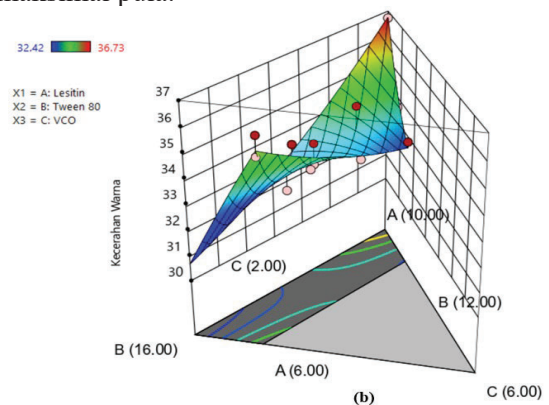 32.42 36.73
X1 = A: Lesitin
X2 = B: Tween 80
X3 = C: VCO
37
36
35
34
33
32
31
30
Kecerahan Warna
A (10.00)
C (2.00)
B (12.00)
B (16.00)
A (6.00)
C (6.00)
(b)